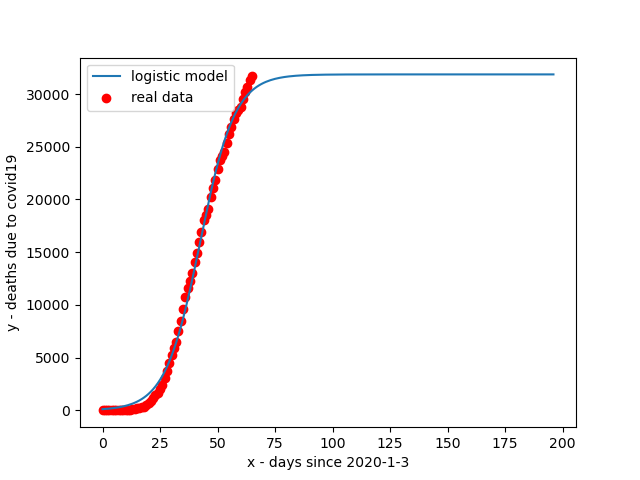 logistic model
real data
y - deaths due to covid19
30000
25000
20000
15000
10000
5000
0
0 25 50 75 100 125 150 175 200
x - days since 2020-1-3